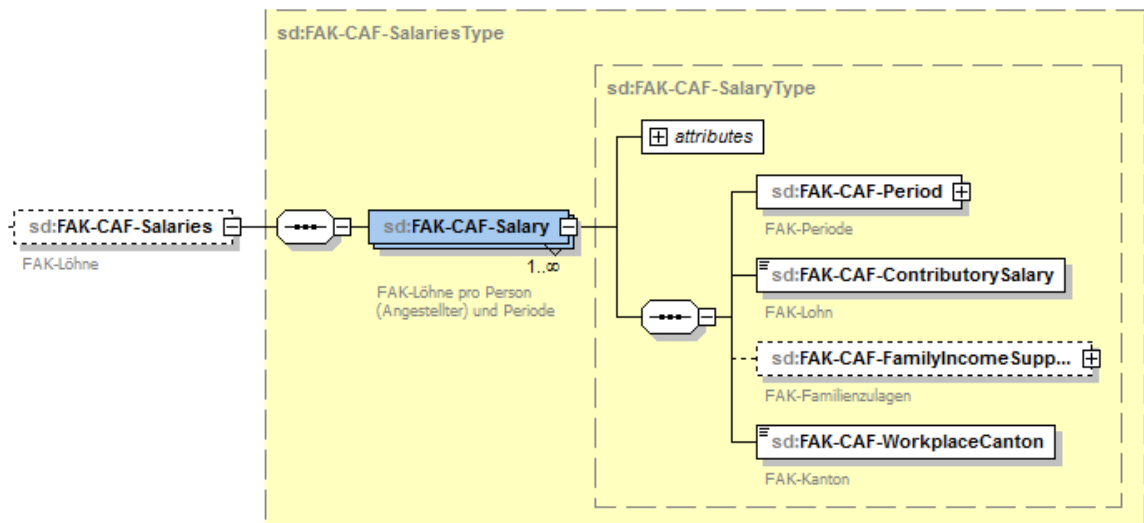 sd:FAK-CAF-SalariesType
sd:FAK-CAF-SalaryType
attributes
sd:FAK-CAF-Period
FAK-Periode
sd:FAK-CAF-Salaries
FAK-Löhne
sd:FAK-CAF-Salary
1..∞
FAK-Löhne pro Person
(Angestellter) und Periode
sd:FAK-CAF-ContributorySalary
FAK-Lohn
sd:FAK-CAF-FamilyIncomeSupp...
FAK-Familienzulagen
sd:FAK-CAF-WorkplaceCanton
FAK-Kanton